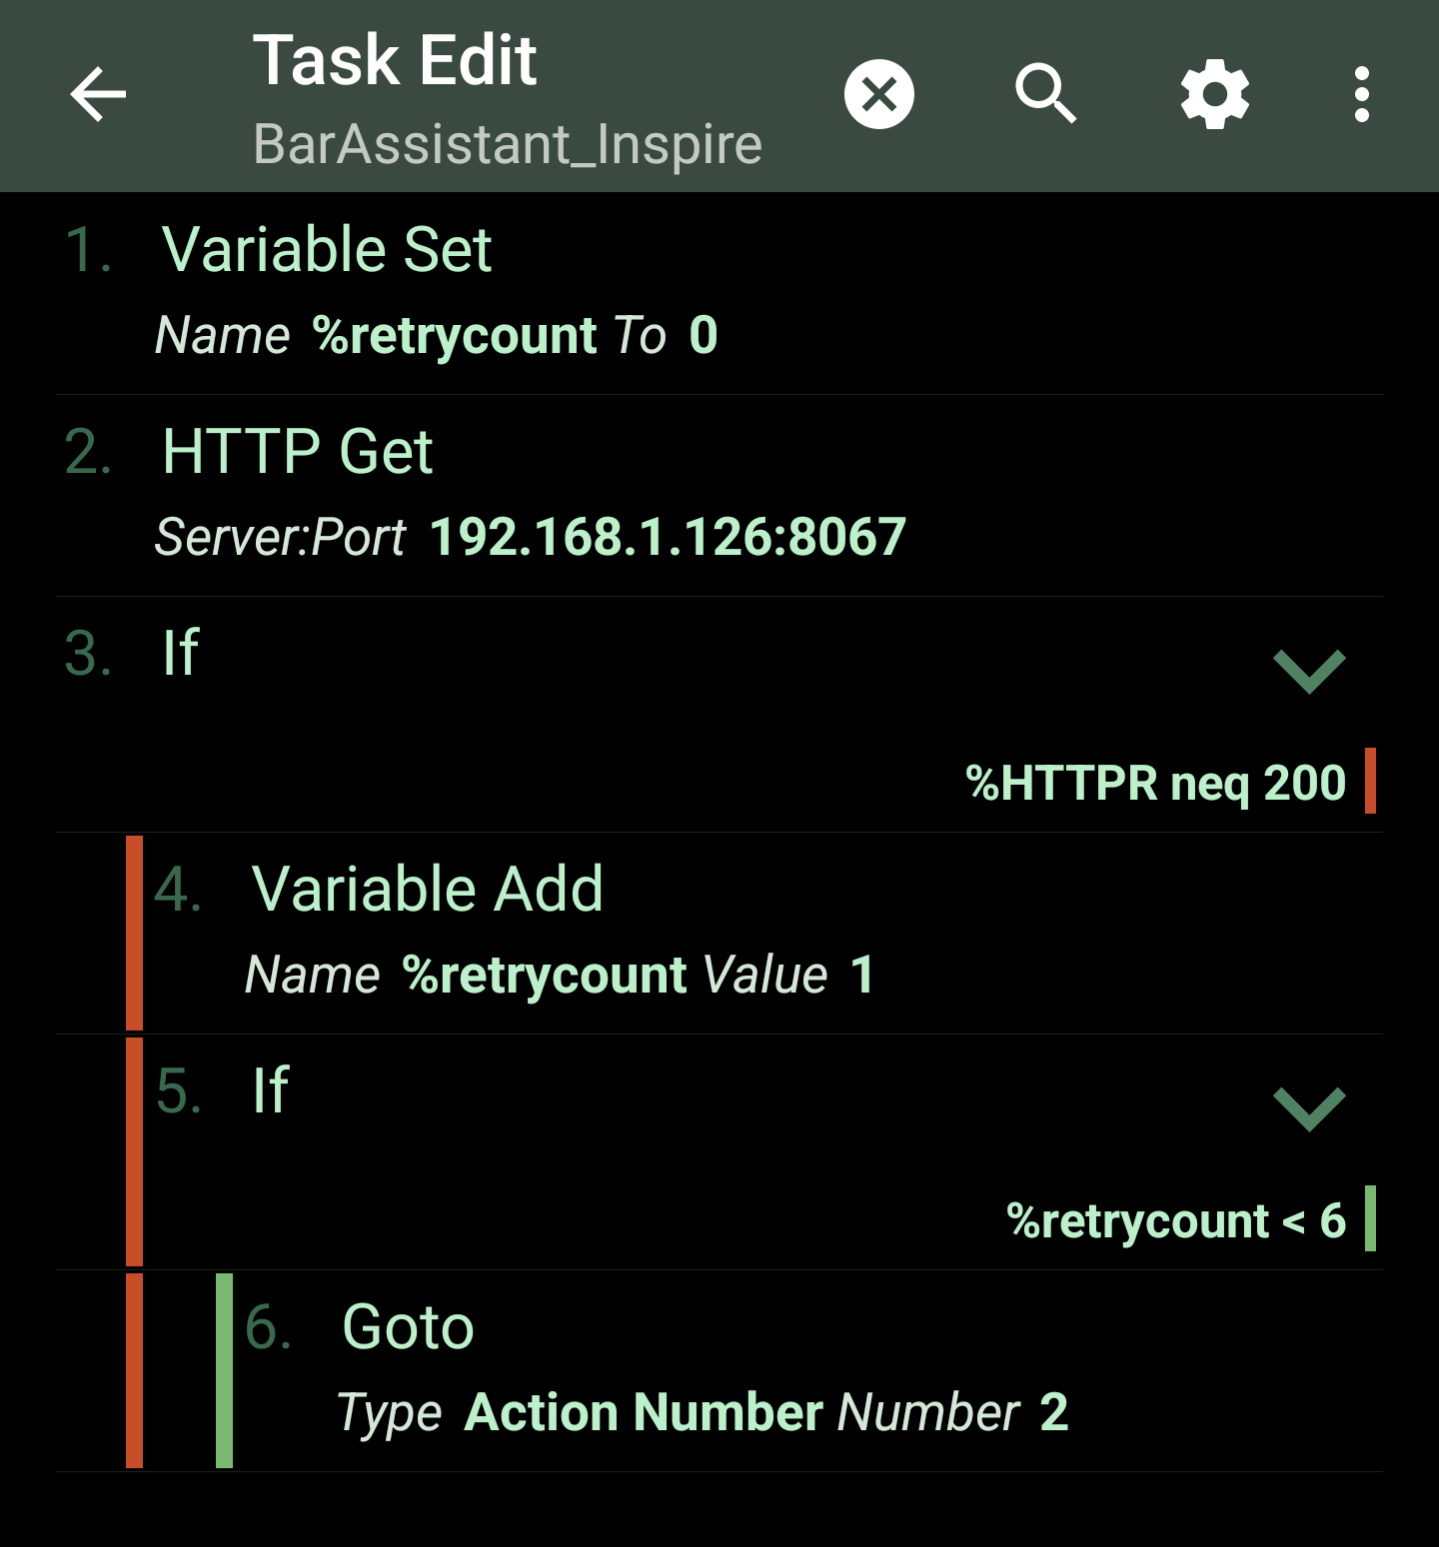 Task Edit
BarAssistant_Inspire
1. Variable Set
Name %retrycount To 0
2. HTTP Get
Server:Port 192.168.1.126:8067
3. If
%HTTPR neq 200
4. Variable Add
Name %retrycount Value 1
5. If
%retrycount < 6
6. Goto
Type Action Number Number 2